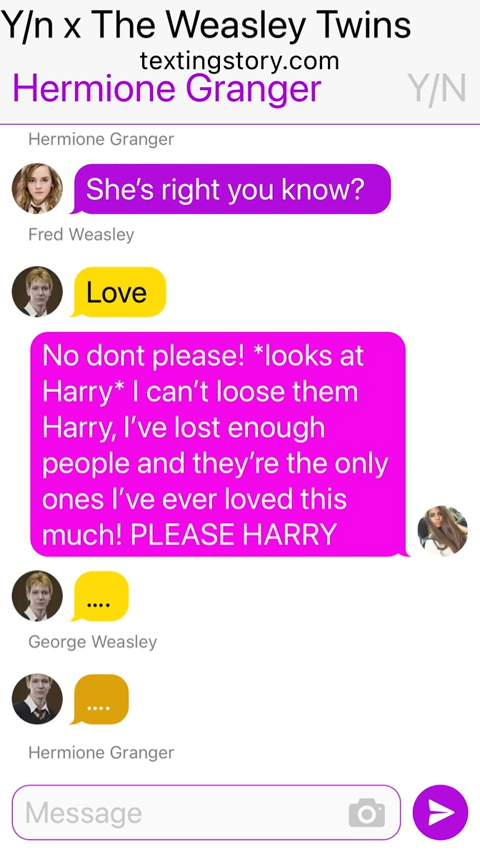 Y/n x The Weasley Twins
textingstory.com
Hermione Granger
Y/N
Hermione Granger
She's right you know?
Fred Weasley
Love
No dont please! *looks at
Harry* I can't loose them
Harry, I've lost enough
people and they're the only
ones I've ever loved this
much! PLEASE HARRY
....
George Weasley
....
Hermione Granger
Message